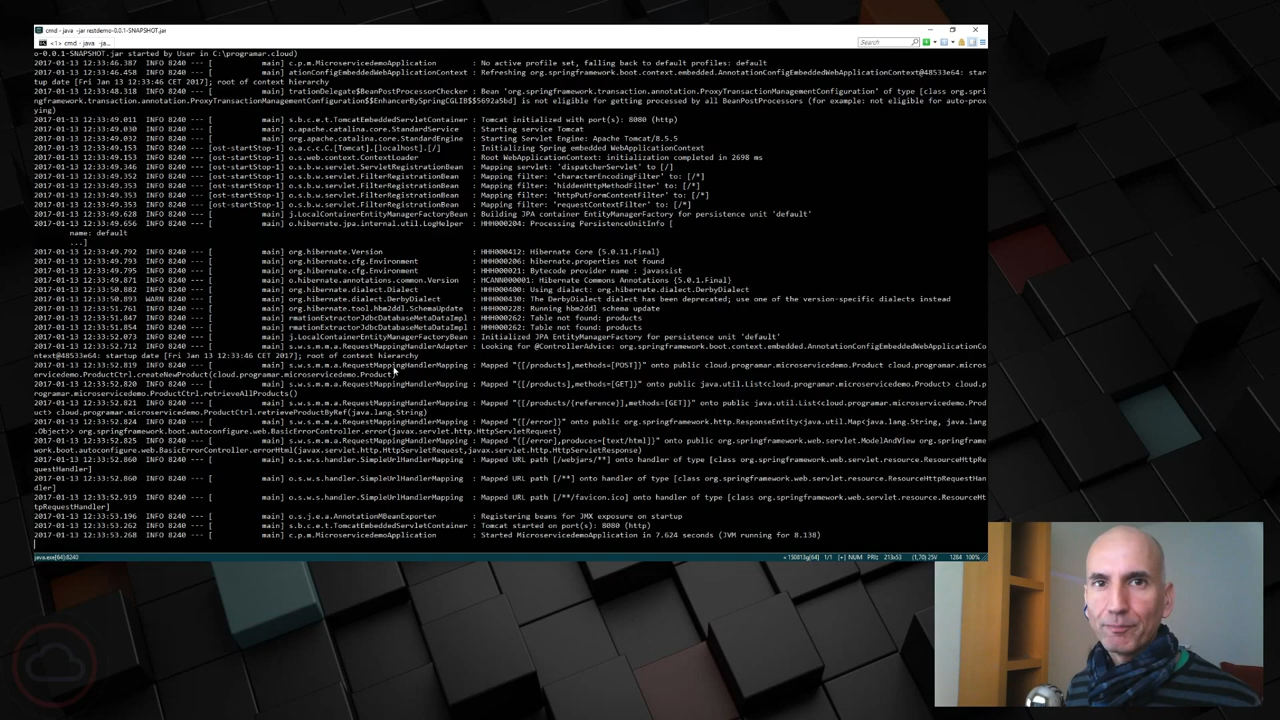 cmd - java -jar restdemo-0.0.1-SNAPSHOT.jar
<1> cmd - java -ja...
Search
o-0.0.1-SNAPSHOT.jar started by User in C:\programar.cloud)
2017-01-13 12:33:46.387 INFO 8240 --- [ main] c.p.m.MicroservicedemoApplication : No active profile set, falling back to default profiles: default
2017-01-13 12:33:46.458 INFO 8240 --- [ main] ationConfigEmbeddedWebApplicationContext : Refreshing org.springframework.boot.context.embedded.AnnotationConfigEmbeddedWebApplicationContext@48533e64: star
tup date [Fri Jan 13 12:33:46 CET 2017]; root of context hierarchy
2017-01-13 12:33:48.318 INFO 8240 --- [ main] trationDelegate$BeanPostProcessorChecker : Bean 'org.springframework.transaction.annotation.ProxyTransactionManagementConfiguration' of type [class org.spri
ngframework.transaction.annotation.ProxyTransactionManagementConfiguration$$EnhancerBySpringCGLIB$$5692a5bd] is not eligible for getting processed by all BeanPostProcessors (for example: not eligible for auto-prox
ying)
2017-01-13 12:33:49.011 INFO 8240 --- [ main] s.b.c.e.t.TomcatEmbeddedServletContainer : Tomcat initialized with port(s): 8080 (http)
2017-01-13 12:33:49.030 INFO 8240 --- [ main] o.apache.catalina.core.StandardService : Starting service Tomcat
2017-01-13 12:33:49.032 INFO 8240 --- [ main] org.apache.catalina.core.StandardEngine : Starting Servlet Engine: Apache Tomcat/8.5.5
2017-01-13 12:33:49.153 INFO 8240 --- [ost-startStop-1] o.a.c.c.C.[Tomcat].[localhost].[/] : Initializing Spring embedded WebApplicationContext
2017-01-13 12:33:49.153 INFO 8240 --- [ost-startStop-1] o.s.web.context.ContextLoader : Root WebApplicationContext: initialization completed in 2698 ms
2017-01-13 12:33:49.346 INFO 8240 --- [ost-startStop-1] o.s.b.w.servlet.ServletRegistrationBean : Mapping servlet: 'dispatcherServlet' to [/]
2017-01-13 12:33:49.352 INFO 8240 --- [ost-startStop-1] o.s.b.w.servlet.FilterRegistrationBean : Mapping filter: 'characterEncodingFilter' to: [/*]
2017-01-13 12:33:49.353 INFO 8240 --- [ost-startStop-1] o.s.b.w.servlet.FilterRegistrationBean : Mapping filter: 'hiddenHttpMethodFilter' to: [/*]
2017-01-13 12:33:49.353 INFO 8240 --- [ost-startStop-1] o.s.b.w.servlet.FilterRegistrationBean : Mapping filter: 'httpPutFormContentFilter' to: [/*]
2017-01-13 12:33:49.353 INFO 8240 --- [ost-startStop-1] o.s.b.w.servlet.FilterRegistrationBean : Mapping filter: 'requestContextFilter' to: [/*]
2017-01-13 12:33:49.628 INFO 8240 --- [ main] j.LocalContainerEntityManagerFactoryBean : Building JPA container EntityManagerFactory for persistence unit 'default'
2017-01-13 12:33:49.656 INFO 8240 --- [ main] o.hibernate.jpa.internal.util.LogHelper : HHH000204: Processing PersistenceUnitInfo [
name: default
...]
2017-01-13 12:33:49.792 INFO 8240 --- [ main] org.hibernate.Version : HHH000412: Hibernate Core {5.0.11.Final}
2017-01-13 12:33:49.793 INFO 8240 --- [ main] org.hibernate.cfg.Environment : HHH000206: hibernate.properties not found
2017-01-13 12:33:49.795 INFO 8240 --- [ main] org.hibernate.cfg.Environment : HHH000021: Bytecode provider name : javassist
2017-01-13 12:33:49.871 INFO 8240 --- [ main] o.hibernate.annotations.common.Version : HCANN000001: Hibernate Commons Annotations {5.0.1.Final}
2017-01-13 12:33:50.882 INFO 8240 --- [ main] org.hibernate.dialect.Dialect : HHH000400: Using dialect: org.hibernate.dialect.DerbyDialect
2017-01-13 12:33:50.893 WARN 8240 --- [ main] org.hibernate.dialect.DerbyDialect : HHH000430: The DerbyDialect dialect has been deprecated; use one of the version-specific dialects instead
2017-01-13 12:33:51.761 INFO 8240 --- [ main] org.hibernate.tool.hbm2ddl.SchemaUpdate : HHH000228: Running hbm2ddl schema update
2017-01-13 12:33:51.847 INFO 8240 --- [ main] rmationExtractorJdbcDatabaseMetaDataImpl : HHH000262: Table not found: products
2017-01-13 12:33:51.854 INFO 8240 --- [ main] rmationExtractorJdbcDatabaseMetaDataImpl : HHH000262: Table not found: products
2017-01-13 12:33:52.073 INFO 8240 --- [ main] j.LocalContainerEntityManagerFactoryBean : Initialized JPA EntityManagerFactory for persistence unit 'default'
2017-01-13 12:33:52.712 INFO 8240 --- [ main] s.w.s.m.m.a.RequestMappingHandlerAdapter : Looking for @ControllerAdvice: org.springframework.boot.context.embedded.AnnotationConfigEmbeddedWebApplicationCo
ntext@48533e64: startup date [Fri Jan 13 12:33:46 CET 2017]; root of context hierarchy
2017-01-13 12:33:52.819 INFO 8240 --- [ main] s.w.s.m.m.a.RequestMappingHandlerMapping : Mapped "{[/products],methods=[POST]}" onto public cloud.programar.microservicedemo.Product cloud.programar.micros
ervicedemo.ProductCtrl.createNewProduct(cloud.programar.microservicedemo.Product)
2017-01-13 12:33:52.820 INFO 8240 --- [ main] s.w.s.m.m.a.RequestMappingHandlerMapping : Mapped "{[/products],methods=[GET]}" onto public java.util.List<cloud.programar.microservicedemo.Product> cloud.p
rogramar.microservicedemo.ProductCtrl.retrieveAllProducts()
2017-01-13 12:33:52.821 INFO 8240 --- [ main] s.w.s.m.m.a.RequestMappingHandlerMapping : Mapped "{[/products/{reference}],methods=[GET]}" onto public java.util.List<cloud.programar.microservicedemo.Prod
uct> cloud.programar.microservicedemo.ProductCtrl.retrieveProductByRef(java.lang.String)
2017-01-13 12:33:52.824 INFO 8240 --- [ main] s.w.s.m.m.a.RequestMappingHandlerMapping : Mapped "{[/error]}" onto public org.springframework.http.ResponseEntity<java.util.Map<java.lang.String, java.lang
.Object>> org.springframework.boot.autoconfigure.web.BasicErrorController.error(javax.servlet.http.HttpServletRequest)
2017-01-13 12:33:52.825 INFO 8240 --- [ main] s.w.s.m.m.a.RequestMappingHandlerMapping : Mapped "{[/error],produces=[text/html]}" onto public org.springframework.web.servlet.ModelAndView org.springframe
work.boot.autoconfigure.web.BasicErrorController.errorHtml(javax.servlet.http.HttpServletRequest,javax.servlet.http.HttpServletResponse)
2017-01-13 12:33:52.860 INFO 8240 --- [ main] o.s.w.s.handler.SimpleUrlHandlerMapping : Mapped URL path [/webjars/**] onto handler of type [class org.springframework.web.servlet.resource.ResourceHttpRe
questHandler]
2017-01-13 12:33:52.860 INFO 8240 --- [ main] o.s.w.s.handler.SimpleUrlHandlerMapping : Mapped URL path [/**] onto handler of type [class org.springframework.web.servlet.resource.ResourceHttpRequestHan
dler]
2017-01-13 12:33:52.919 INFO 8240 --- [ main] o.s.w.s.handler.SimpleUrlHandlerMapping : Mapped URL path [/**/favicon.ico] onto handler of type [class org.springframework.web.servlet.resource.ResourceHt
tpRequestHandler]
2017-01-13 12:33:53.196 INFO 8240 --- [ main] o.s.j.e.a.AnnotationMBeanExporter : Registering beans for JMX exposure on startup
2017-01-13 12:33:53.262 INFO 8240 --- [ main] s.b.c.e.t.TomcatEmbeddedServletContainer : Tomcat started on port(s): 8080 (http)
2017-01-13 12:33:53.268 INFO 8240 --- [ main] c.p.m.MicroservicedemoApplication : Started MicroservicedemoApplication in 7.624 seconds (JVM running for 8.138)
java.exe[64]:8240 « 150813g[64] 1/1 [+] NUM PRI: 213x53 (1,70) 25V 1284 100%